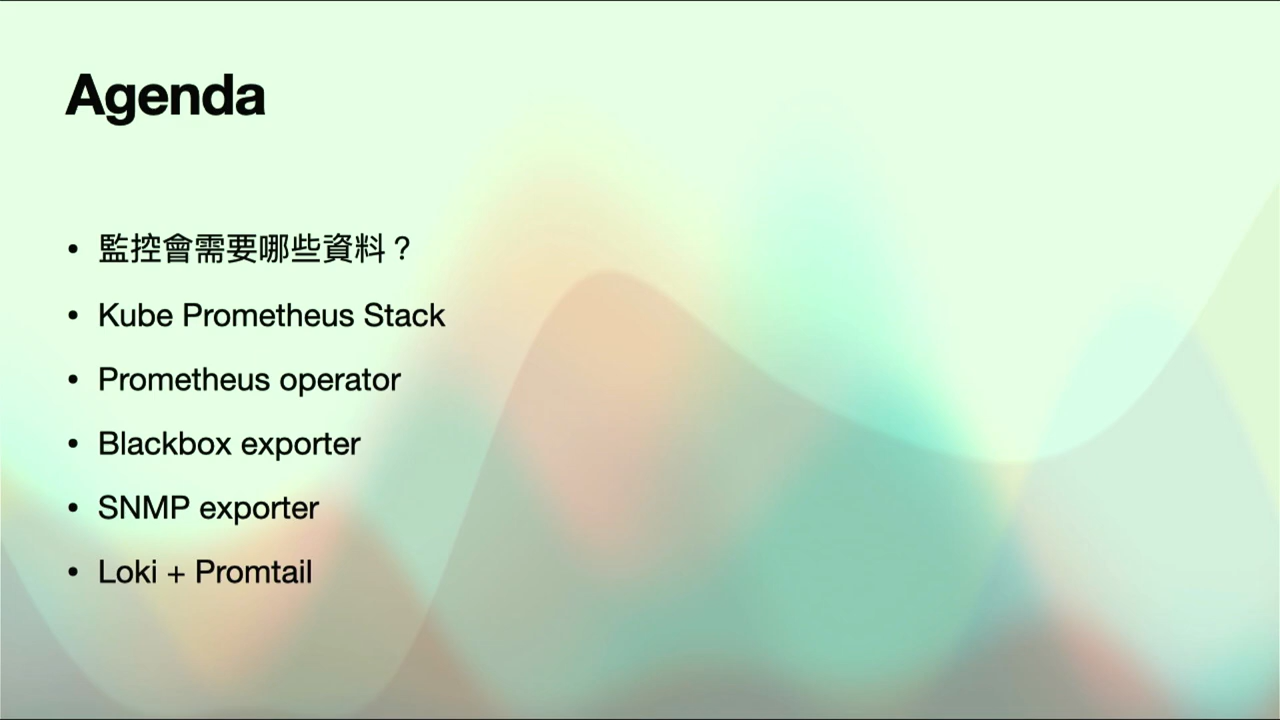 Agenda
• 監控會需要哪些資料？
• Kube Prometheus Stack
• Prometheus operator
• Blackbox exporter
• SNMP exporter
• Loki + Promtail